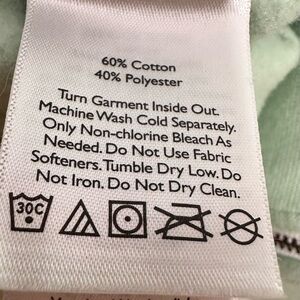 60% Cotton
40% Polyester
Turn Garment Inside Out.
Machine Wash Cold Separately.
Only Non-chlorine Bleach As
Needed. Do Not Use Fabric
Softeners. Tumble Dry Low. Do
Not Iron. Do Not Dry Clean.
30C